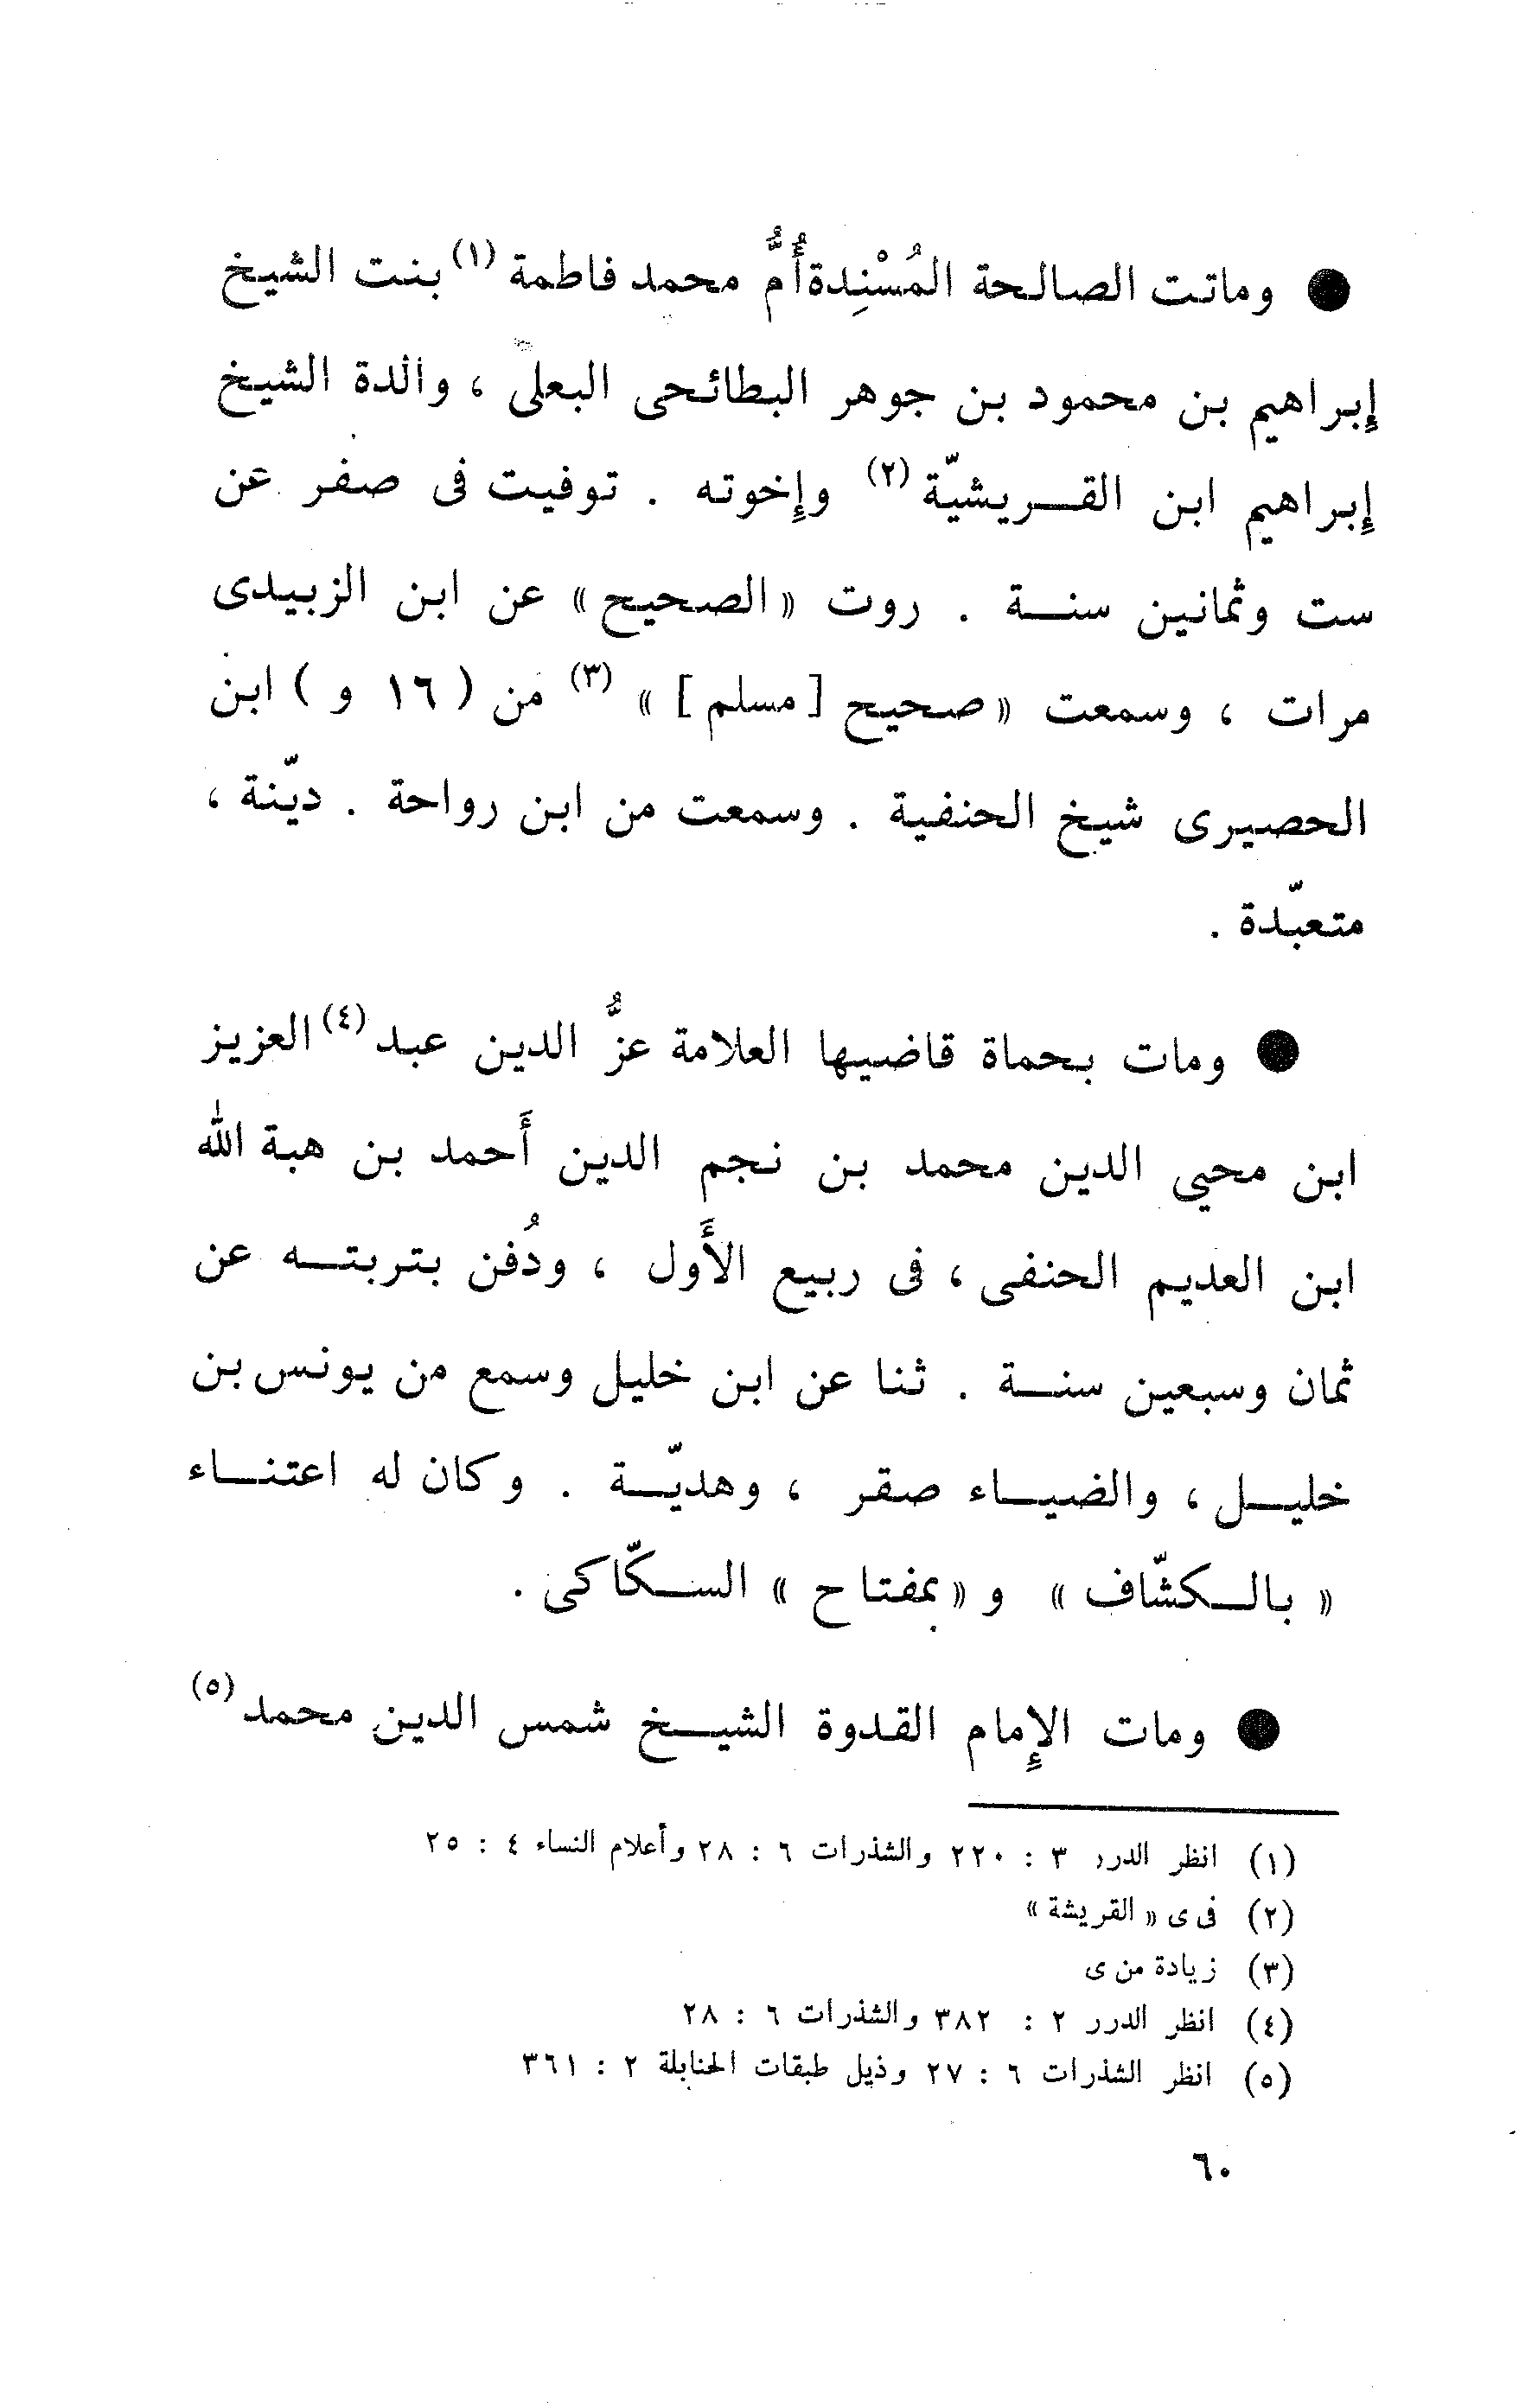 ● وماتت الصالحة المُسْنِدة أُمُّ محمد فاطمة (١) بنت الشيخ
إبراهيم بن محمود بن جوهر البطائحى البعلى ، والدة الشيخ
إبراهيم ابن القريشيّة (٢) وإخوته . توفيت فى صفر عن
ست وثمانين سنة . روت « الصحيح » عن ابن الزبيدى
مرات ، وسمعت « صحيح [ مسلم ] » (٣) من ( ١٦ و ) ابن
الحصيرى شيخ الحنفية . وسمعت من ابن رواحة . ديّنة ،
متعبّدة .
● ومات بحماة قاضيها العلامة عزُّ الدين عبد (٤) العزيز
ابن محيي الدين محمد بن نجم الدين أَحمد بن هبة الله
ابن العديم الحنفى ، فى ربيع الأَول ، ودُفن بتربته عن
ثمان وسبعين سنة . ثنا عن ابن خليل وسمع من يونس بن
خليل ، والضياء صقر ، وهديّة . وكان له اعتناء
« بالكشّاف » و « بمفتاح » السكّاكى .
● ومات الإِمام القدوة الشيخ شمس الدين محمد (٥)
(١) انظر الدرر ٣ : ٢٢٠ والشذرات ٦ : ٢٨ وأعلام النساء ٤ : ٢٥
(٢) فى ى « القريشة »
(٣) زيادة من ى
(٤) انظر الدرر ٢ : ٣٨٢ والشذرات ٦ : ٢٨
(٥) انظر الشذرات ٦ : ٢٧ وذيل طبقات الحنابلة ٢ : ٣٦١
٦٠